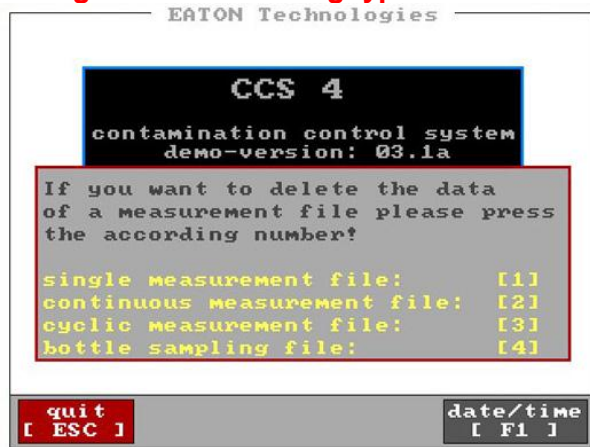 EATON Technologies
CCS 4
contamination control system
demo-version: 03.1a
If you want to delete the data
of a measurement file please press
the according number!
single measurement file: [1]
continuous measurement file: [2]
cyclic measurement file: [3]
bottle sampling file: [4]
quit
[ ESC ]
date/time
[ F1 ]